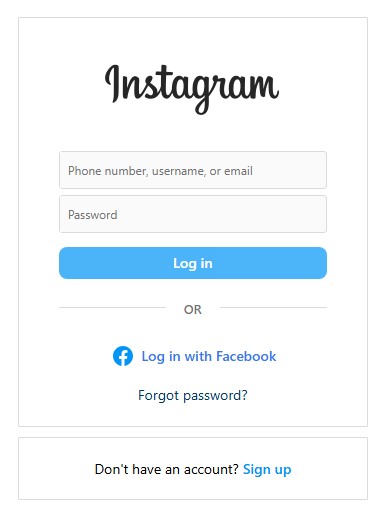 Instagram
Phone number, username, or email
Password
Log in
OR
Log in with Facebook
Forgot password?
Don't have an account? Sign up